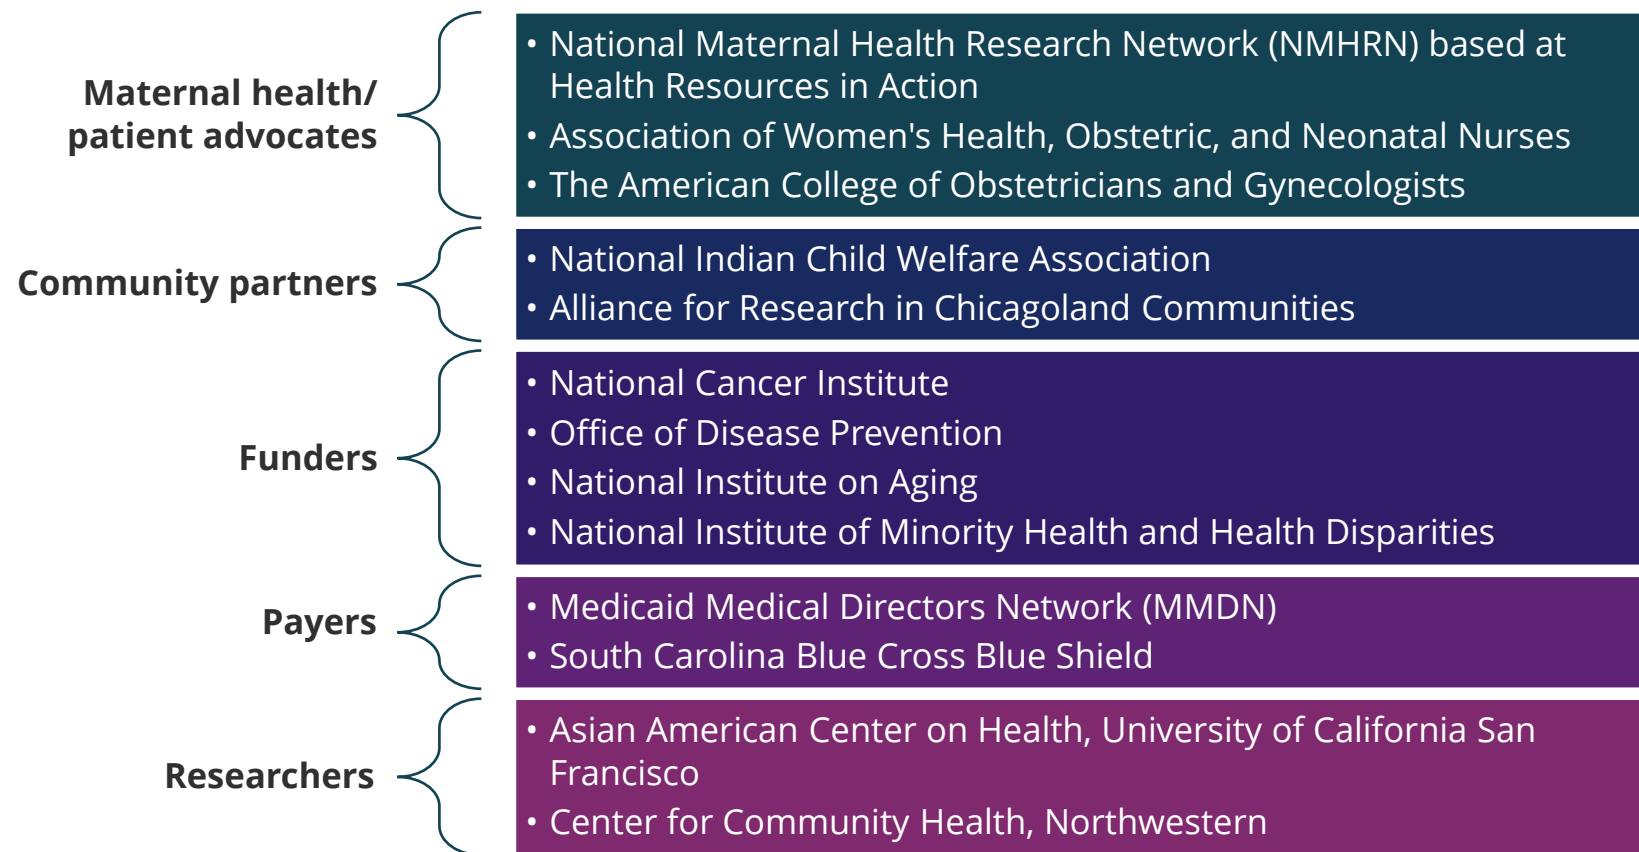 Maternal health/
patient advocates
• National Maternal Health Research Network (NMHRN) based at
Health Resources in Action
• Association of Women's Health, Obstetric, and Neonatal Nurses
• The American College of Obstetricians and Gynecologists
Community partners
• National Indian Child Welfare Association
• Alliance for Research in Chicagoland Communities
Funders
• National Cancer Institute
• Office of Disease Prevention
• National Institute on Aging
• National Institute of Minority Health and Health Disparities
Payers
• Medicaid Medical Directors Network (MMDN)
• South Carolina Blue Cross Blue Shield
Researchers
• Asian American Center on Health, University of California San
Francisco
• Center for Community Health, Northwestern